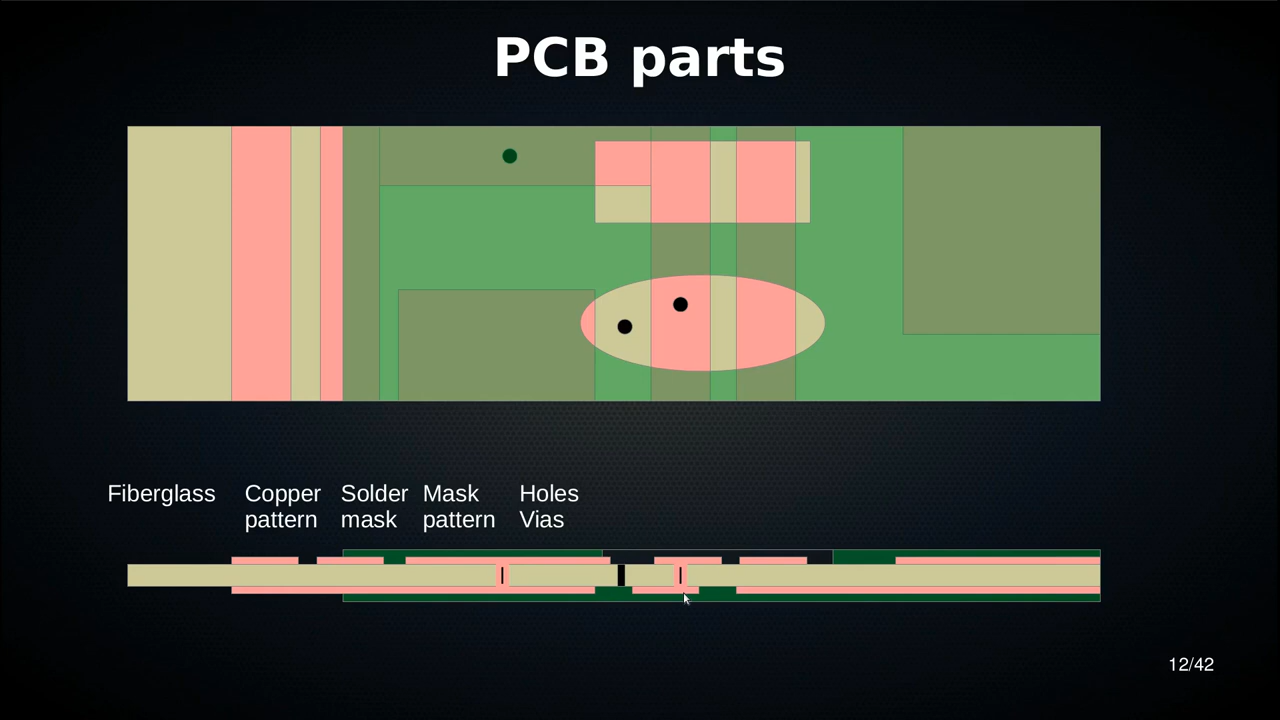 PCB parts
Fiberglass
Copper
pattern
Solder
mask
Mask
pattern
Holes
Vias
12/42